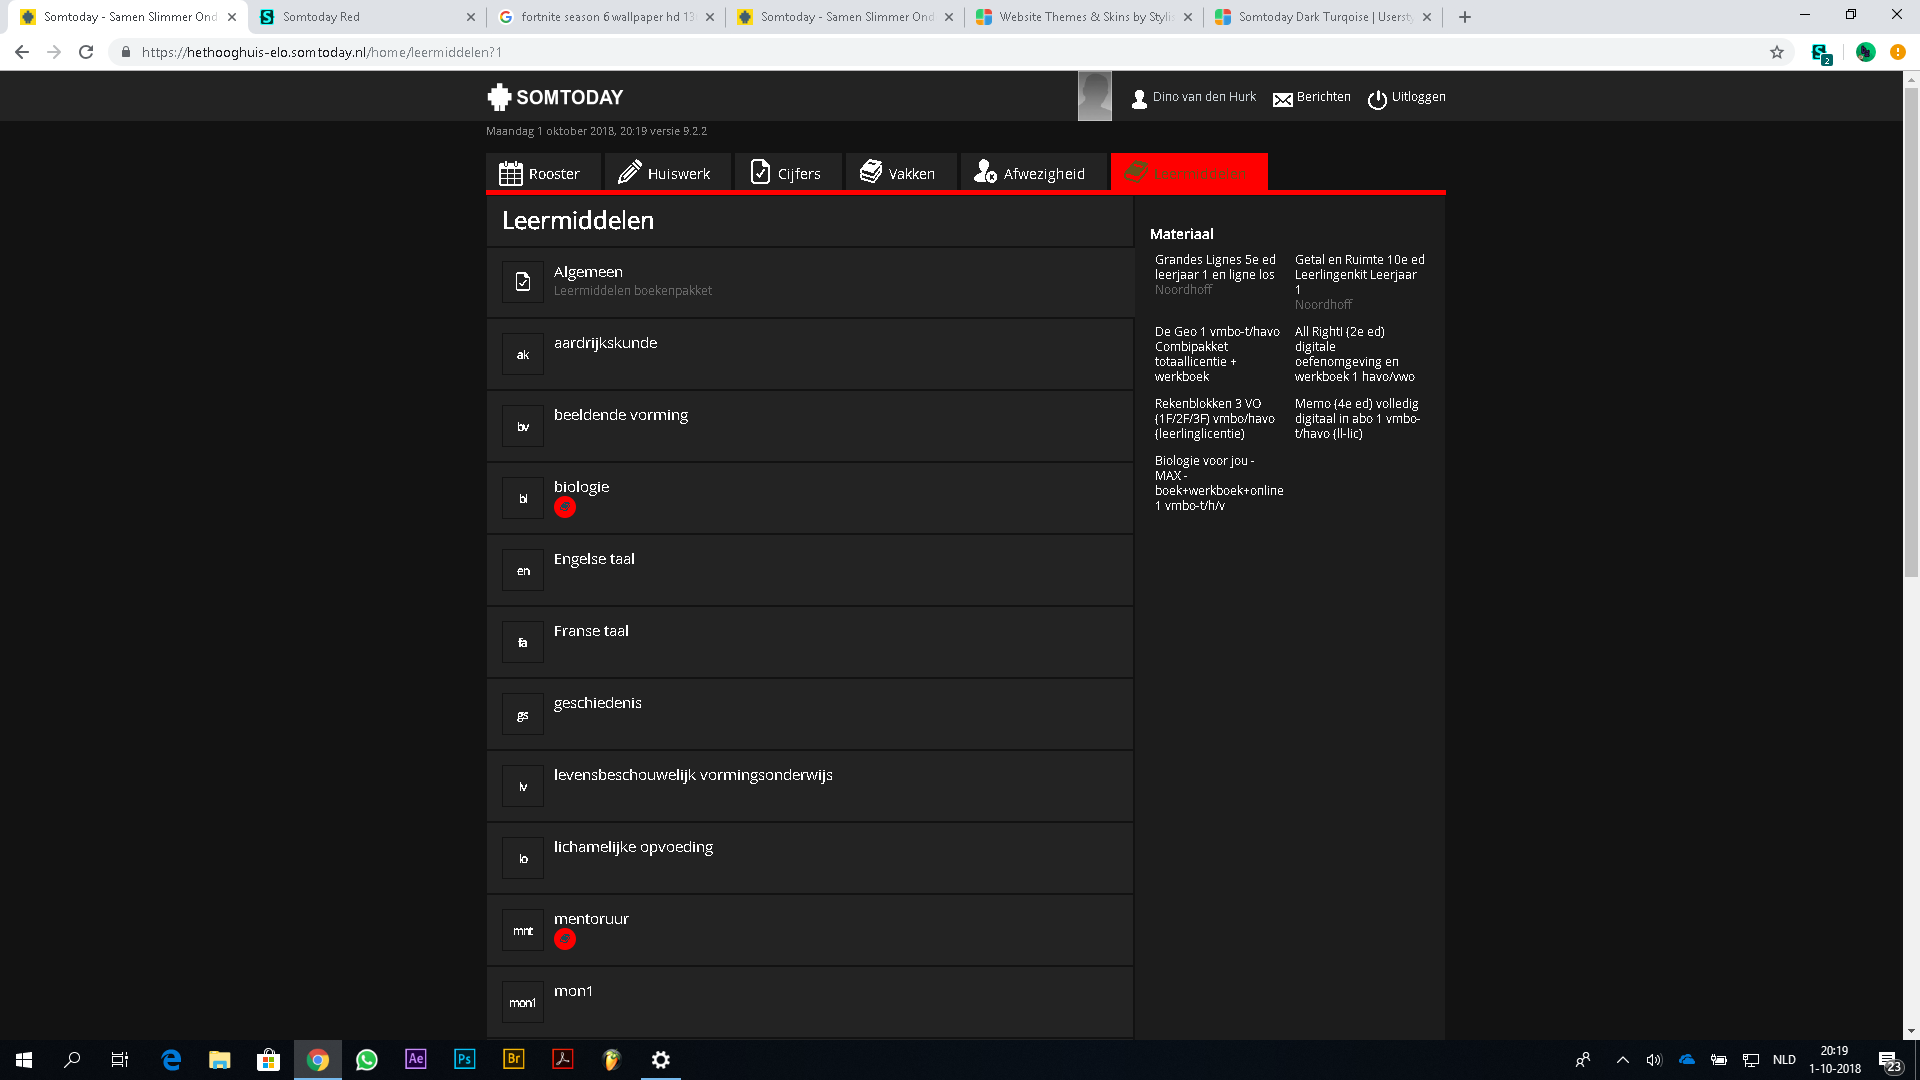 Somtoday - Samen Slimmer Ond
Somtoday Red
fortnite season 6 wallpaper hd 13
Somtoday - Samen Slimmer Ond
Website Themes & Skins by Stylis
Somtoday Dark Turqoise | Usersty
https://hethooghuis-elo.somtoday.nl/home/leermiddelen?1
2
SOMTODAY
Dino van den Hurk
Berichten
Uitloggen
Maandag 1 oktober 2018, 20:19 versie 9.2.2
Rooster
Huiswerk
Cijfers
Vakken
Afwezigheid
Leermiddelen
Leermiddelen
Algemeen
Leermiddelen boekenpakket
ak
aardrijkskunde
bv
beeldende vorming
bl
biologie
en
Engelse taal
fa
Franse taal
gs
geschiedenis
lv
levensbeschouwelijk vormingsonderwijs
lo
lichamelijke opvoeding
mnt
mentoruur
mon1
mon1
Materiaal
Grandes Lignes 5e ed
leerjaar 1 en ligne los
Noordhoff
Getal en Ruimte 10e ed
Leerlingenkit Leerjaar
1
Noordhoff
De Geo 1 vmbo-t/havo
Combipakket
totaallicentie +
werkboek
All Right! (2e ed)
digitale
oefenomgeving en
werkboek 1 havo/vwo
Rekenblokken 3 VO
(1F/2F/3F) vmbo/havo
(leerlinglicentie)
Memo (4e ed) volledig
digitaal in abo 1 vmbo-
t/havo (ll-lic)
Biologie voor jou -
MAX -
boek+werkboek+online
1 vmbo-t/h/v
Ae
Ps
Br
NLD
20:19
1-10-2018
23